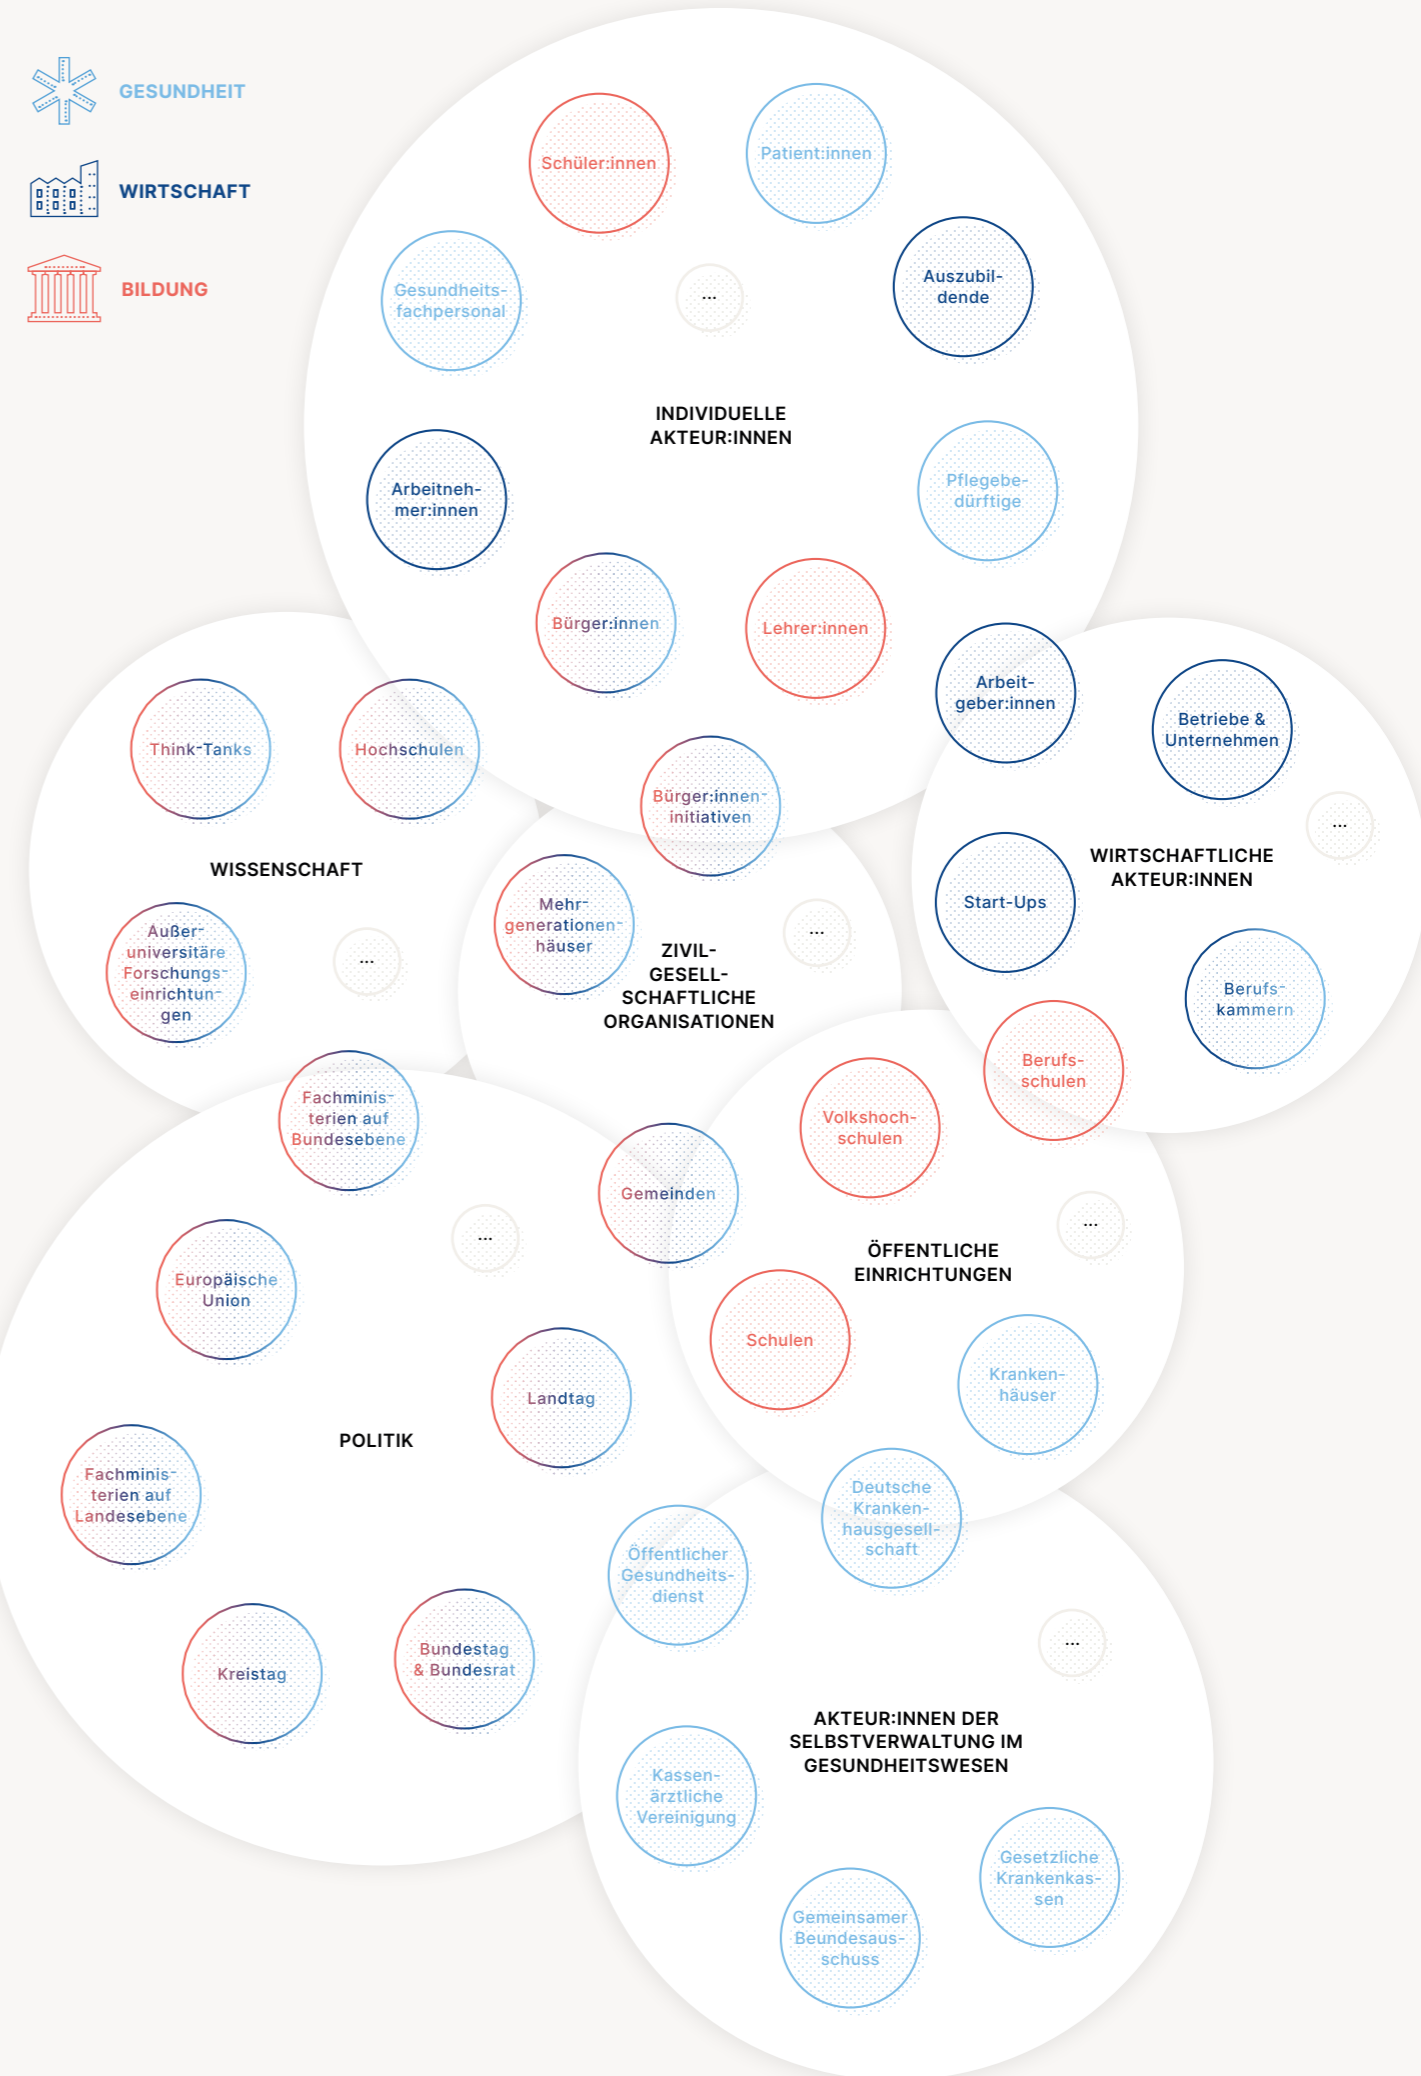 GESUNDHEIT
WIRTSCHAFT
BILDUNG
Schüler:innen
Patient:innen
Gesundheits-
fachpersonal
...
Auszubil-
dende
INDIVIDUELLE
AKTEUR:INNEN
Arbeitneh-
mer:innen
Pflegebe-
dürftige
Bürger:innen
Lehrer:innen
Arbeit-
geber:innen
Betriebe &
Unternehmen
Think-Tanks
Hochschulen
Bürger:innen-
initiativen
...
WIRTSCHAFTLICHE
AKTEUR:INNEN
WISSENSCHAFT
Start-Ups
Mehr-
generationen-
häuser
...
Außer-
universitäre
Forschungs-
einrichtun-
gen
...
ZIVIL-
GESELL-
SCHAFTLICHE
ORGANISATIONEN
Berufs-
kammern
Berufs-
schulen
Fachminis-
terien auf
Bundesebene
Volkshoch-
schulen
Gemeinden
...
...
ÖFFENTLICHE
EINRICHTUNGEN
Europäische
Union
Schulen
Landtag
Kranken-
häuser
POLITIK
Fachminis-
terien auf
Landesebene
Deutsche
Kranken-
hausgesell-
schaft
Öffentlicher
Gesundheits-
dienst
Kreistag
Bundestag
& Bundesrat
...
AKTEUR:INNEN DER
SELBSTVERWALTUNG IM
GESUNDHEITSWESEN
Kassen-
ärztliche
Vereinigung
Gesetzliche
Krankenkas-
sen
Gemeinsamer
Beundesaus-
schuss